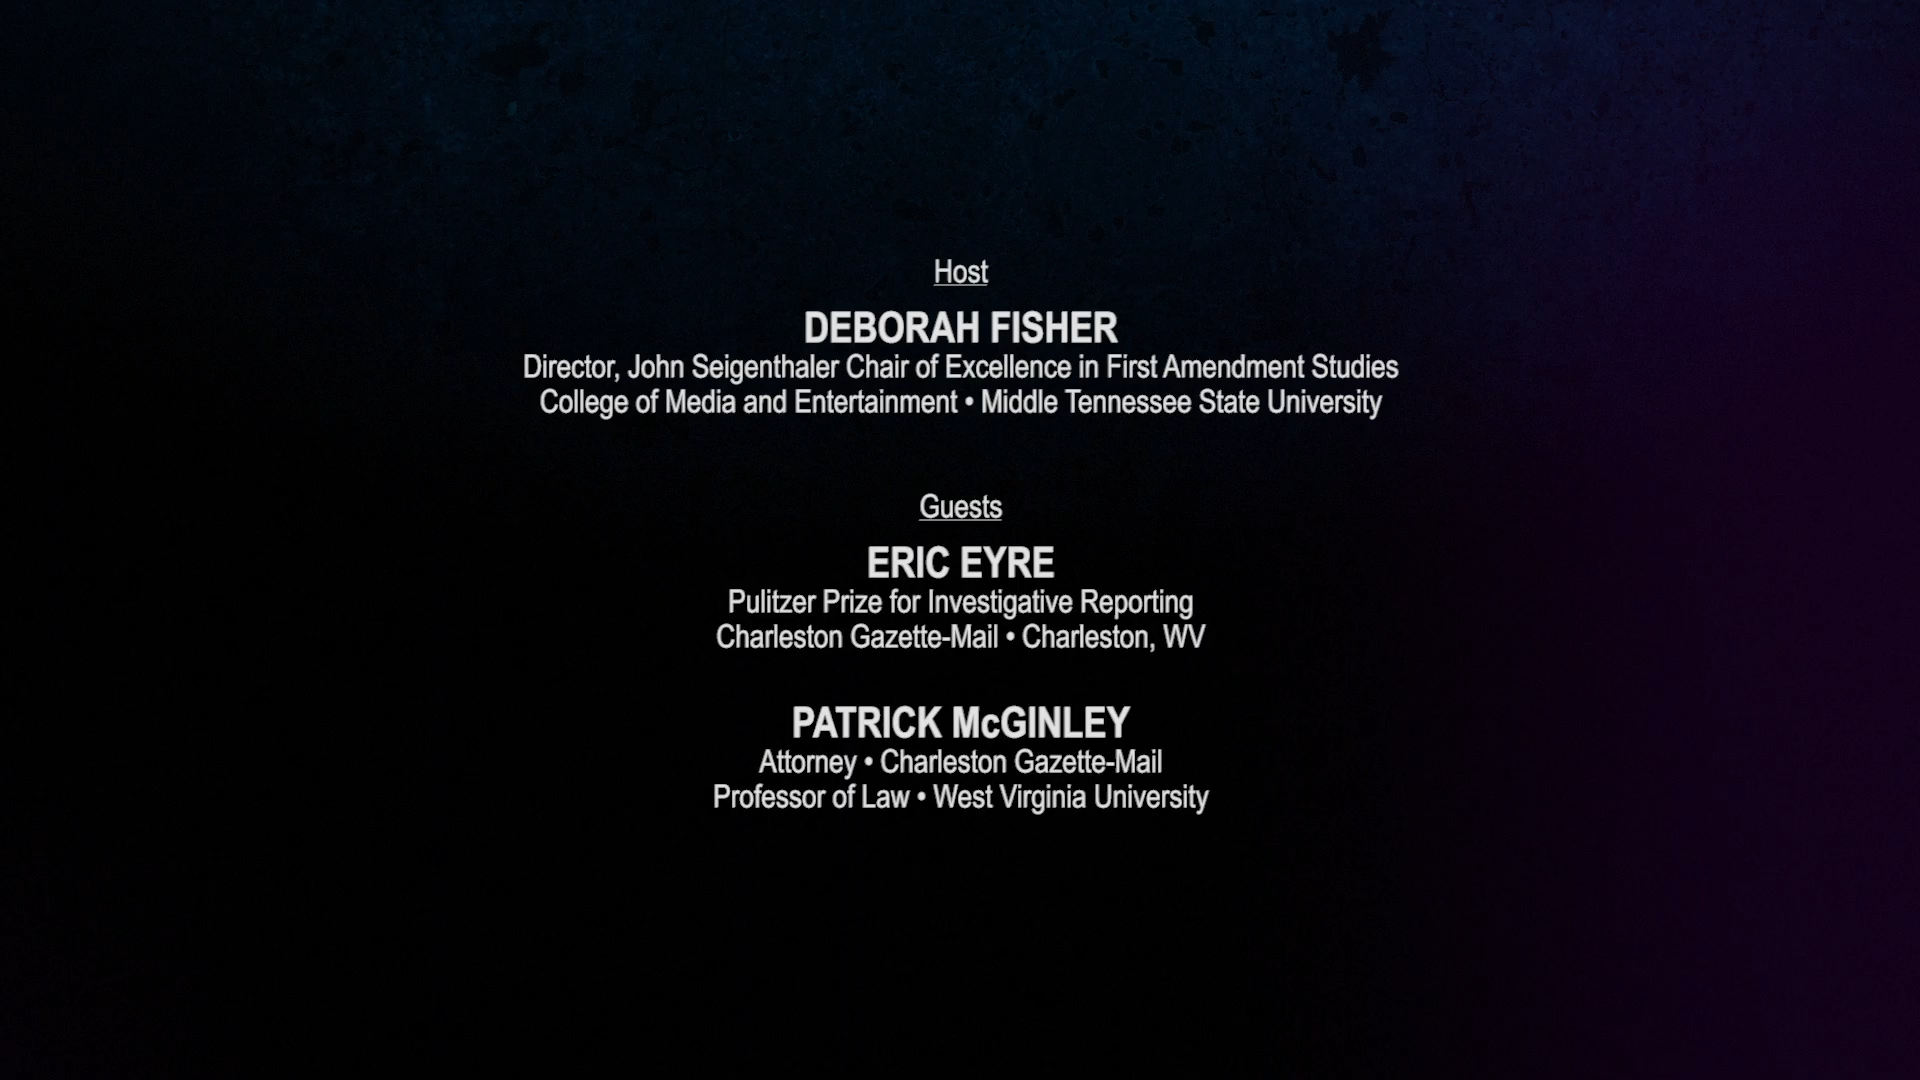 Host
DEBORAH FISHER
Director, John Seigenthaler Chair of Excellence in First Amendment Studies
College of Media and Entertainment • Middle Tennessee State University
Guests
ERIC EYRE
Pulitzer Prize for Investigative Reporting
Charleston Gazette-Mail • Charleston, WV
PATRICK McGINLEY
Attorney • Charleston Gazette-Mail
Professor of Law • West Virginia University